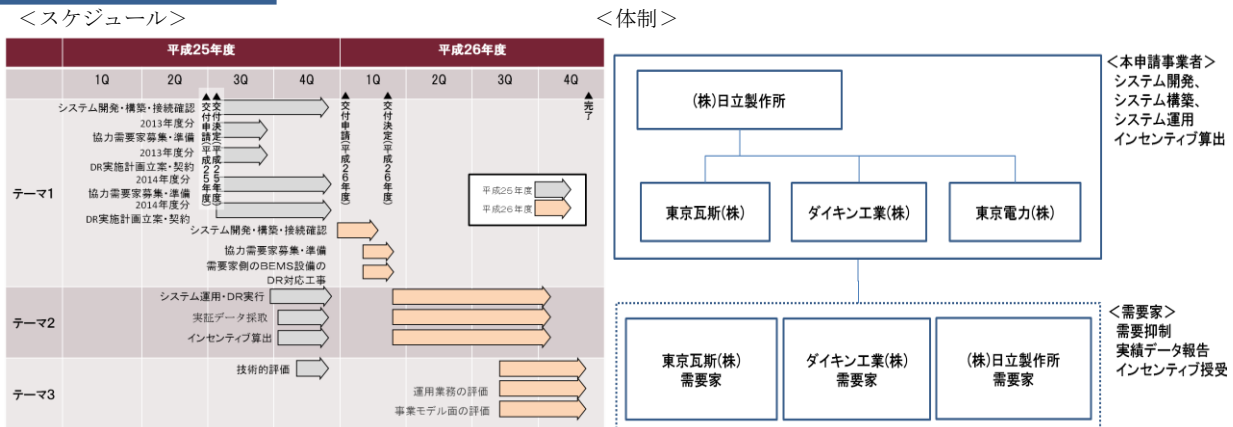 ＜スケジュール＞
＜体制＞
平成25年度
平成26年度
1Q
2Q
3Q
4Q
1Q
2Q
3Q
4Q
▲交付申請(平成25年度)
▲交付決定(平成25年度)
▲交付申請(平成26年度)
▲交付決定(平成26年度)
▲完了
テーマ1
システム開発・構築・接続確認
2013年度分
協力需要家募集・準備
2013年度分
DR実施計画立案・契約
2014年度分
協力需要家募集・準備
2014年度分
DR実施計画立案・契約
システム開発・構築・接続確認
協力需要家募集・準備
需要家側のBEMS設備の
DR対応工事
平成25年度
平成26年度
テーマ2
システム運用・DR実行
実証データ採取
インセンティブ算出
テーマ3
技術的評価
運用業務の評価
事業モデル面の評価
(株)日立製作所
東京瓦斯(株)
ダイキン工業(株)
東京電力(株)
＜本申請事業者＞
システム開発、
システム構築、
システム運用
インセンティブ算出
東京瓦斯(株)
需要家
ダイキン工業(株)
需要家
(株)日立製作所
需要家
＜需要家＞
需要抑制
実績データ報告
インセンティブ授受